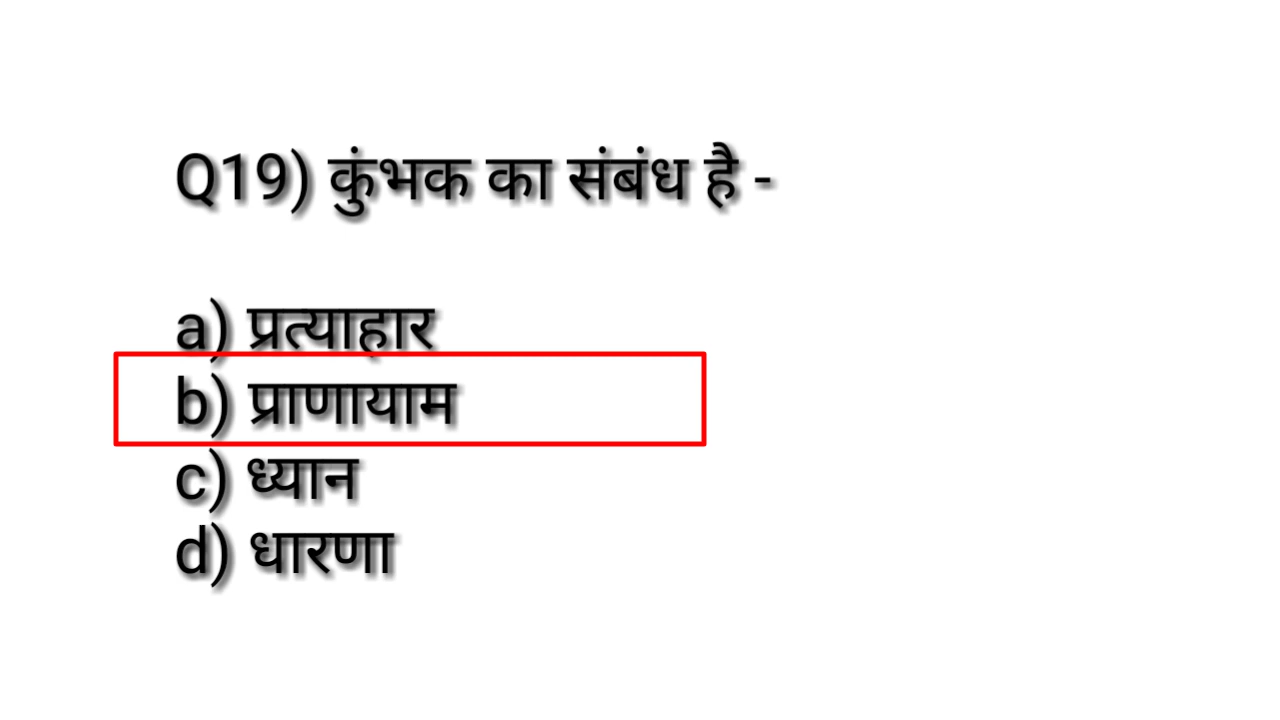 Q19) कुंभक का संबंध है -
a) प्रत्याहार
b) प्राणायाम
c) ध्यान
d) धारणा